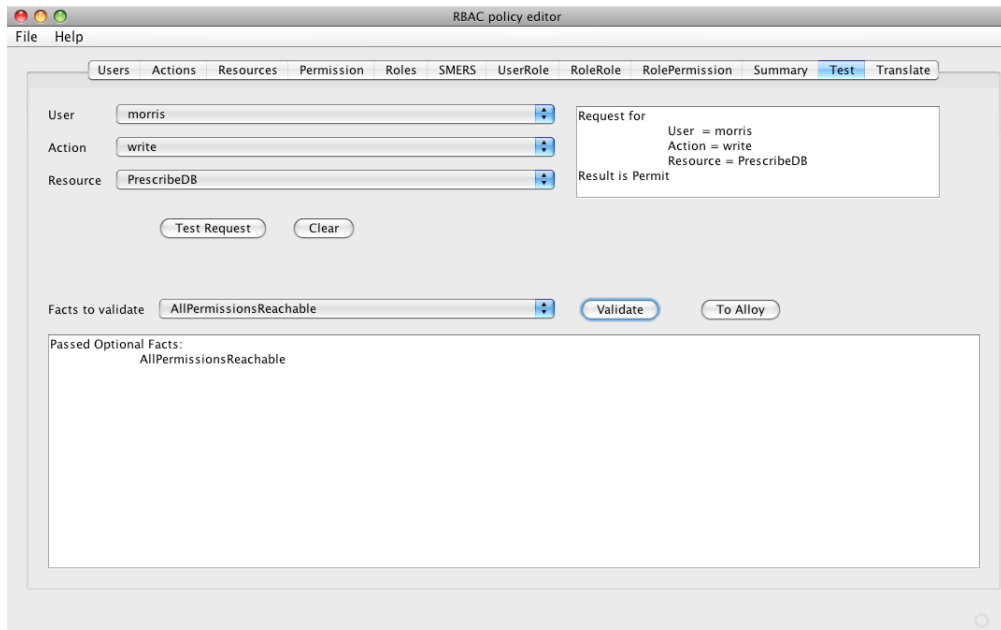 RBAC policy editor
File Help
Users Actions Resources Permission Roles SMERS UserRole RoleRole RolePermission Summary Test Translate
User morris
Action write
Resource PrescribeDB
Request for
User = morris
Action = write
Resource = PrescribeDB
Result is Permit
Test Request Clear
Facts to validate AllPermissionsReachable Validate To Alloy
Passed Optional Facts:
AllPermissionsReachable